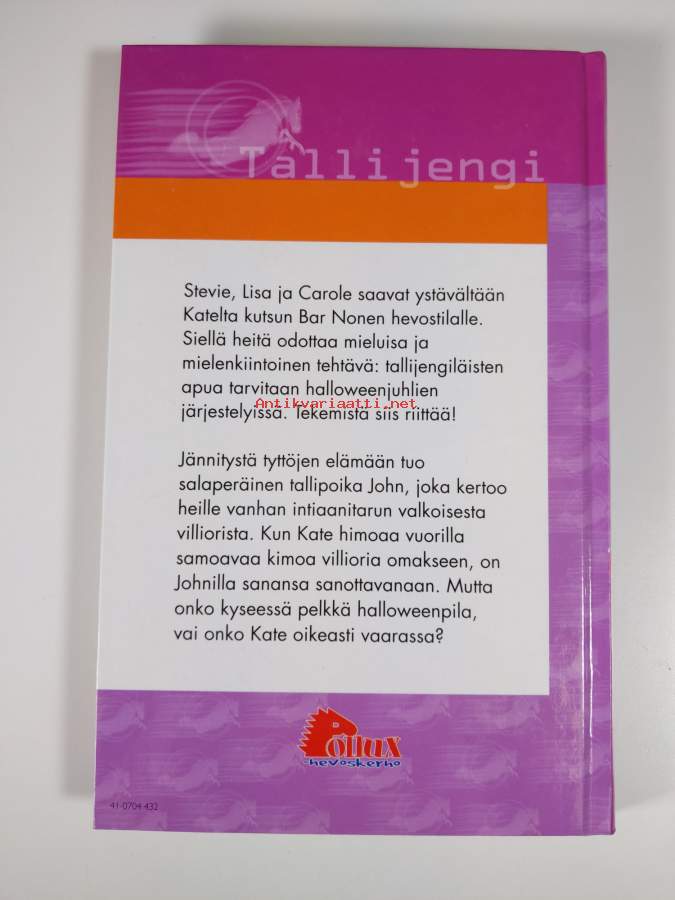 Tallijengi
Stevie, Lisa ja Carole saavat ystävältään
Katelta kutsun Bar Nonen hevostilalle.
Siellä heitä odottaa mieluisa ja
mielenkiintoinen tehtävä: tallijengiläisten
apua tarvitaan halloweenjuhlien
Antikvariaatti.net
järjestelyissä. Tekemistä siis riittää!
Jännitystä tyttöjen elämään tuo
salaperäinen tallipoika John, joka kertoo
heille vanhan intiaanitarun valkoisesta
villiorista. Kun Kate himoaa vuorilla
samoavaa kimoa villioria omakseen, on
Johnilla sanansa sanottavanaan. Mutta
onko kyseessä pelkkä halloweenpila,
vai onko Kate oikeasti vaarassa?
Pollux
hevoskerho
41-0704-432